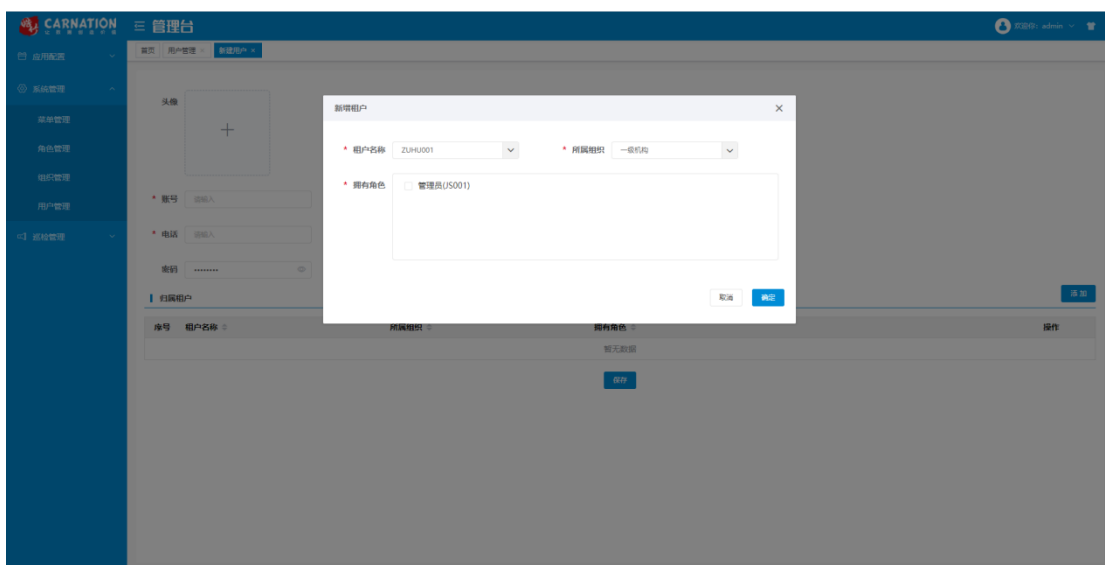 CARNATION
管理台
欢迎你: admin
应用配置
首页
用户管理 ×
新建用户 ×
系统管理
菜单管理
角色管理
组织管理
用户管理
巡检管理
头像
+
* 账号 请输入
* 电话 请输入
密码 ........
新增租户
* 租户名称 ZUHU001
* 所属组织 一级机构
* 拥有角色 管理员(JS001)
取消 确定
归属租户
添加
序号 租户名称 所属组织 拥有角色 操作
暂无数据
保存